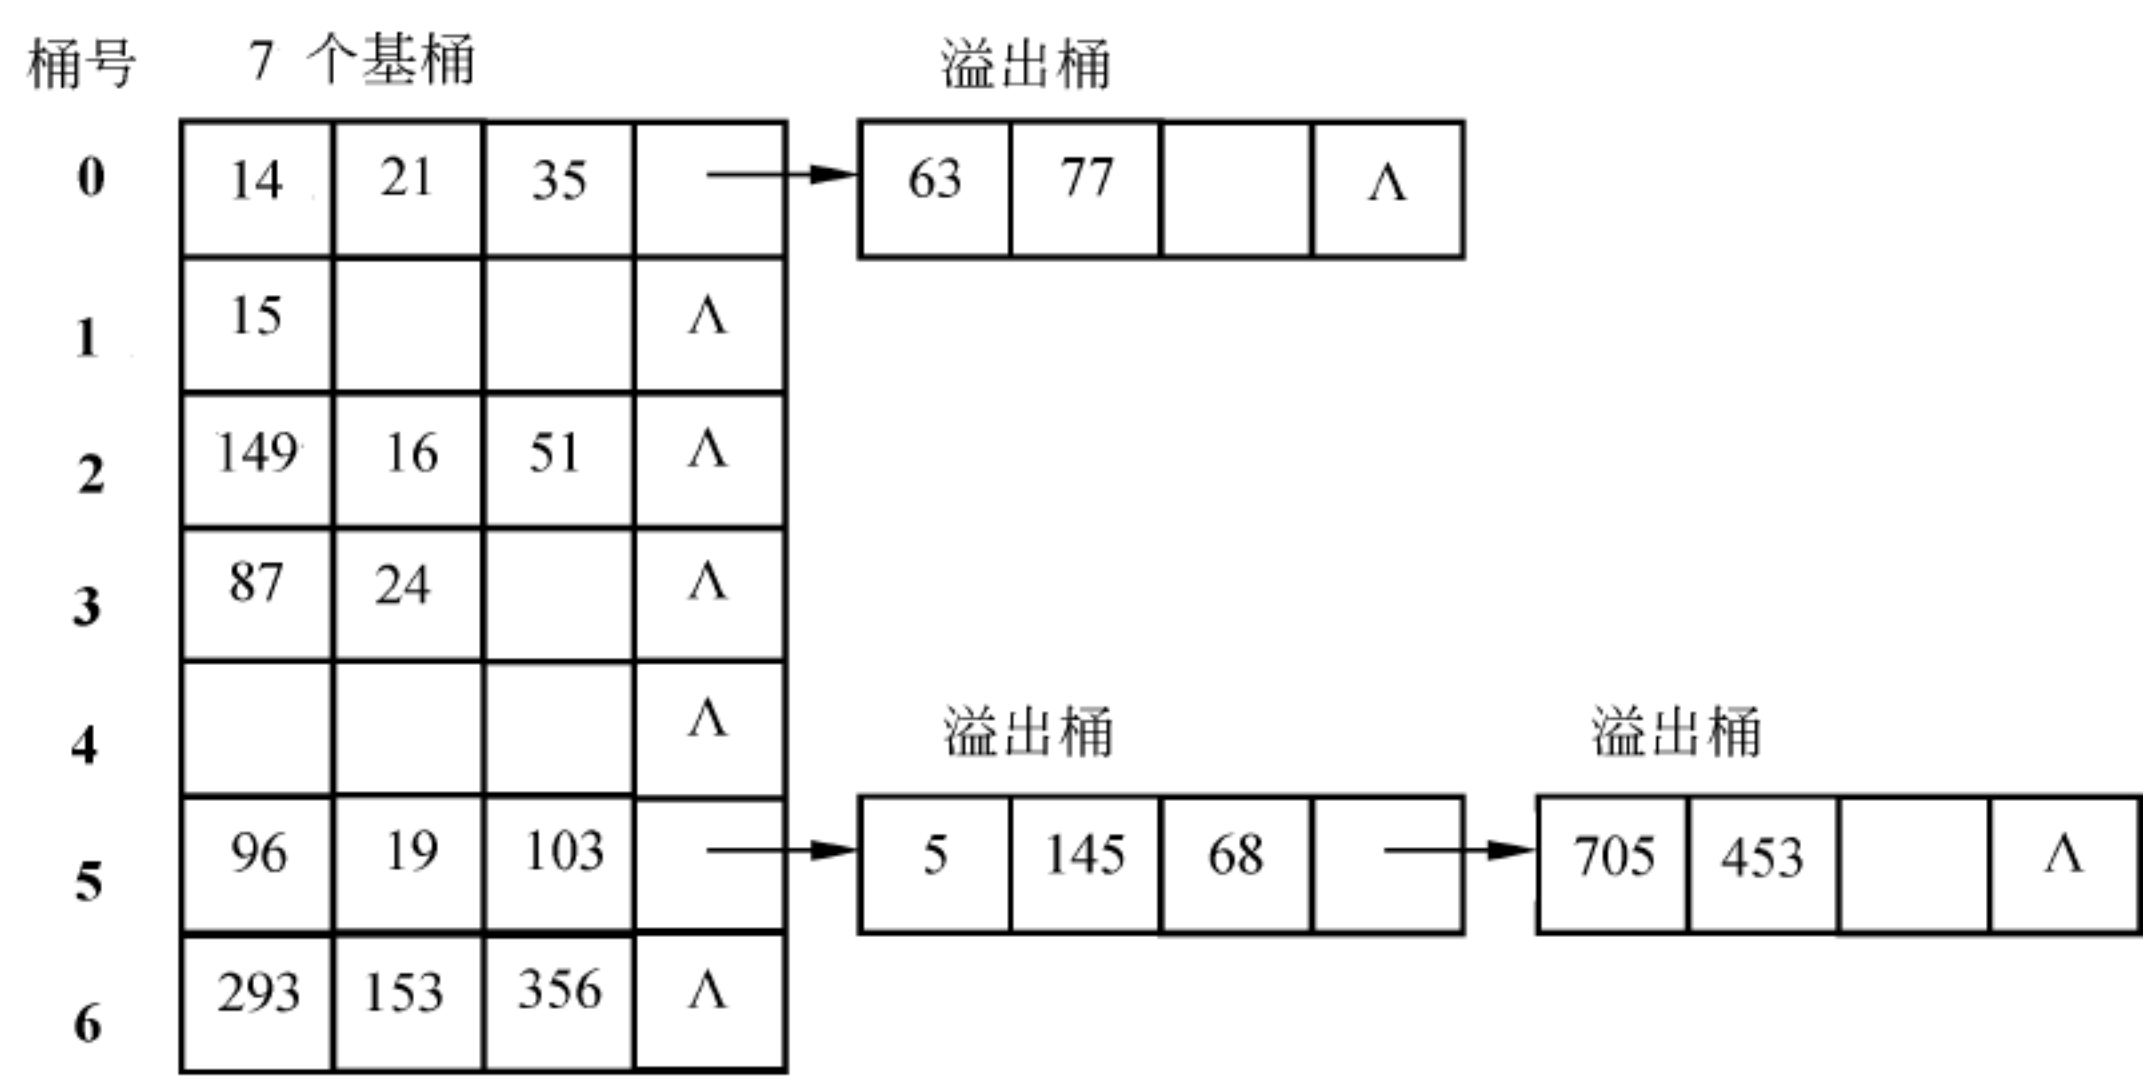 桶号 7 个基桶 溢出桶
0 14 21 35 63 77 Λ
1 15 Λ
2 149 16 51 Λ
3 87 24 Λ
4 Λ
溢出桶 溢出桶
5 96 19 103 5 145 68 705 453 Λ
6 293 153 356 Λ